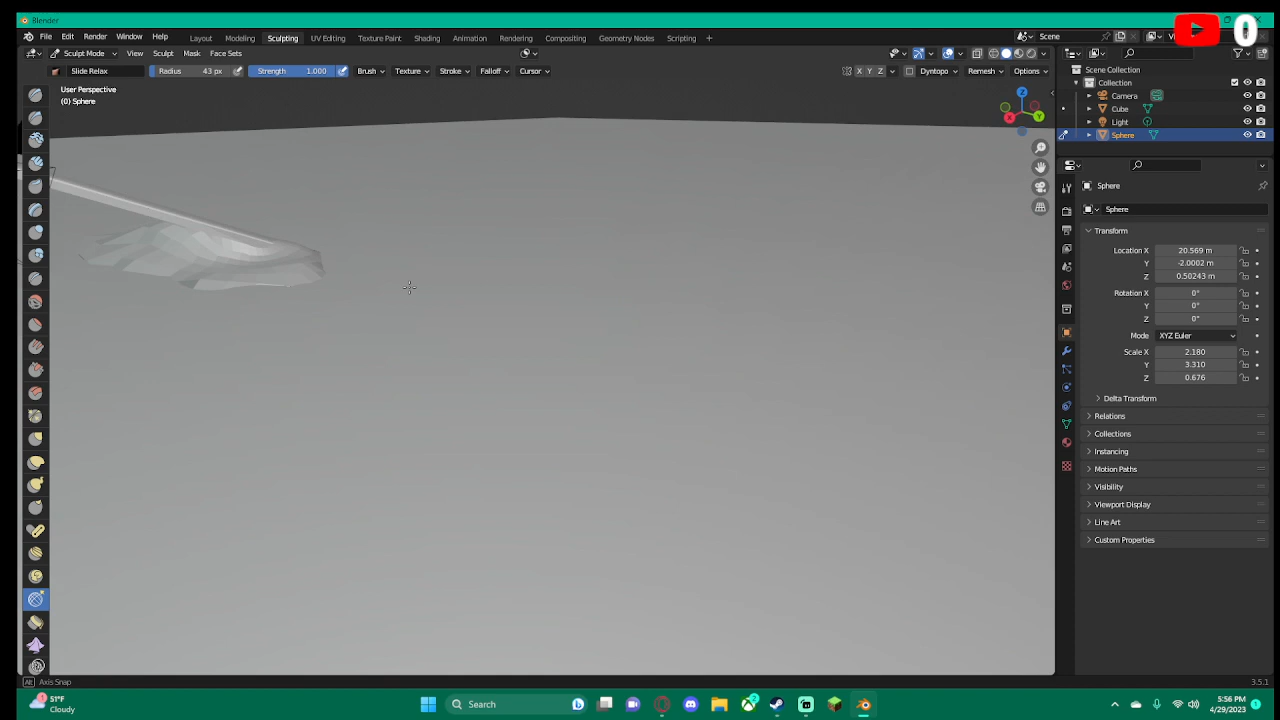 Blender
File Edit Render Window Help Layout Modeling Sculpting UV Editing Texture Paint Shading Animation Rendering Compositing Geometry Nodes Scripting + Scene
0
Sculpt Mode View Sculpt Mask Face Sets
Slide Relax Radius 43 px Strength 1.000 Brush Texture Stroke Falloff Cursor X Y Z Dyntopo Remesh Options
User Perspective
(0) Sphere
Z
X
Y
Scene Collection
Collection
Camera
Cube
Light
Sphere
Sphere
Sphere
Transform
Location X 20.569 m
Y -2.0002 m
Z 0.50243 m
Rotation X 0°
Y 0°
Z 0°
Mode XYZ Euler
Scale X 2.180
Y 3.310
Z 0.676
Delta Transform
Relations
Collections
Instancing
Motion Paths
Visibility
Viewport Display
Line Art
Custom Properties
Alt Axis Snap 3.5.1
51°F
Cloudy
Search
5:56 PM
4/29/2023